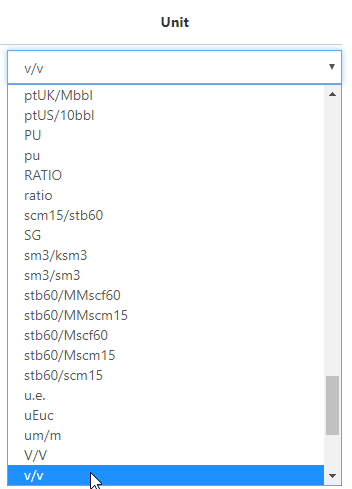 Unit
v/v
ptUK/Mbbl
ptUS/10bbl
PU
pu
RATIO
ratio
scm15/stb60
SG
sm3/ksm3
sm3/sm3
stb60/MMscf60
stb60/MMscm15
stb60/Mscf60
stb60/Mscm15
stb60/scm15
u.e.
uEuc
um/m
V/V
v/v